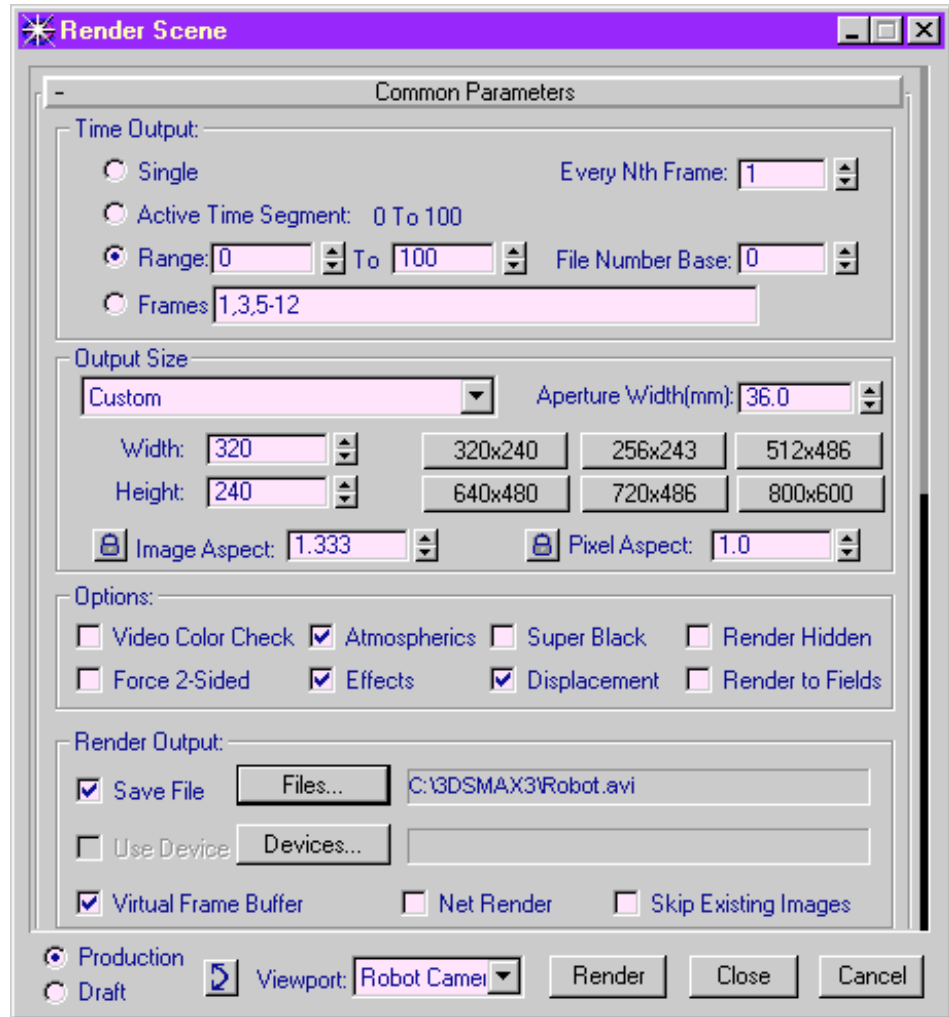 Render Scene
- Common Parameters
Time Output:
Single Every Nth Frame: 1
Active Time Segment: 0 To 100
Range: 0 To 100 File Number Base: 0
Frames 1,3,5-12
Output Size
Custom Aperture Width(mm): 36.0
Width: 320 320x240 256x243 512x486
Height: 240 640x480 720x486 800x600
Image Aspect: 1.333 Pixel Aspect: 1.0
Options:
Video Color Check Atmospherics Super Black Render Hidden
Force 2-Sided Effects Displacement Render to Fields
Render Output:
Save File Files... C:\3DSMAX3\Robot.avi
Use Device Devices...
Virtual Frame Buffer Net Render Skip Existing Images
Production
Draft
Viewport: Robot Camer Render Close Cancel